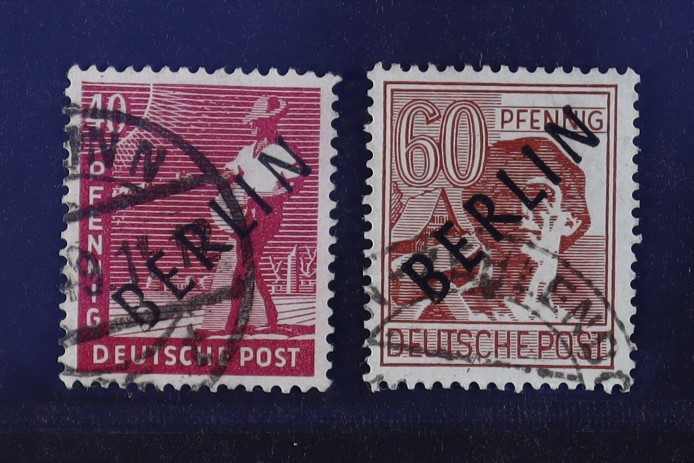 40
PFENNIG
BERLIN
DEUTSCHE POST
60 PFENNIG
BERLIN
DEUTSCHE POST